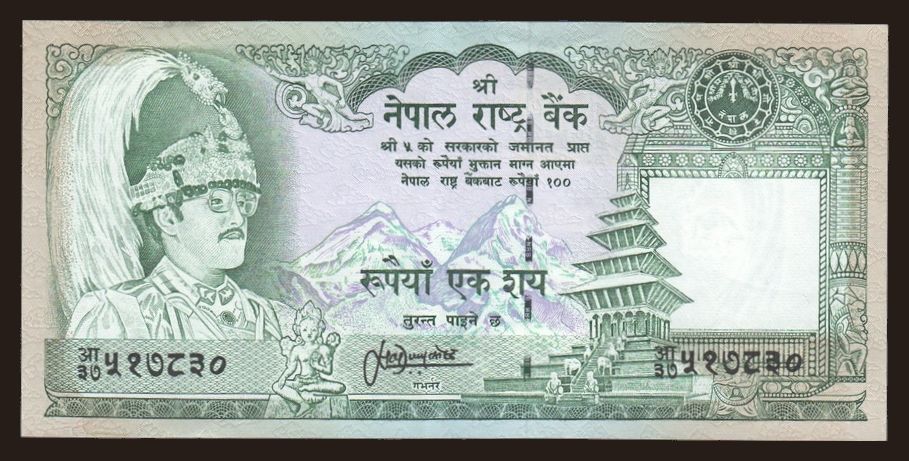 श्री
नेपाल राष्ट्र बैंक
श्री ५ को सरकारको जमानत प्राप्त
यसको रूपैयाँ भुक्तान माग्न आएमा
नेपाल राष्ट्र बैंकबाट रूपैयाँ १००
रूपैयाँ एक शय
तुरुन्त पाइने छ
आ
३७ ५१७८३०
आ
३७ ५१७८३०
गभर्नर